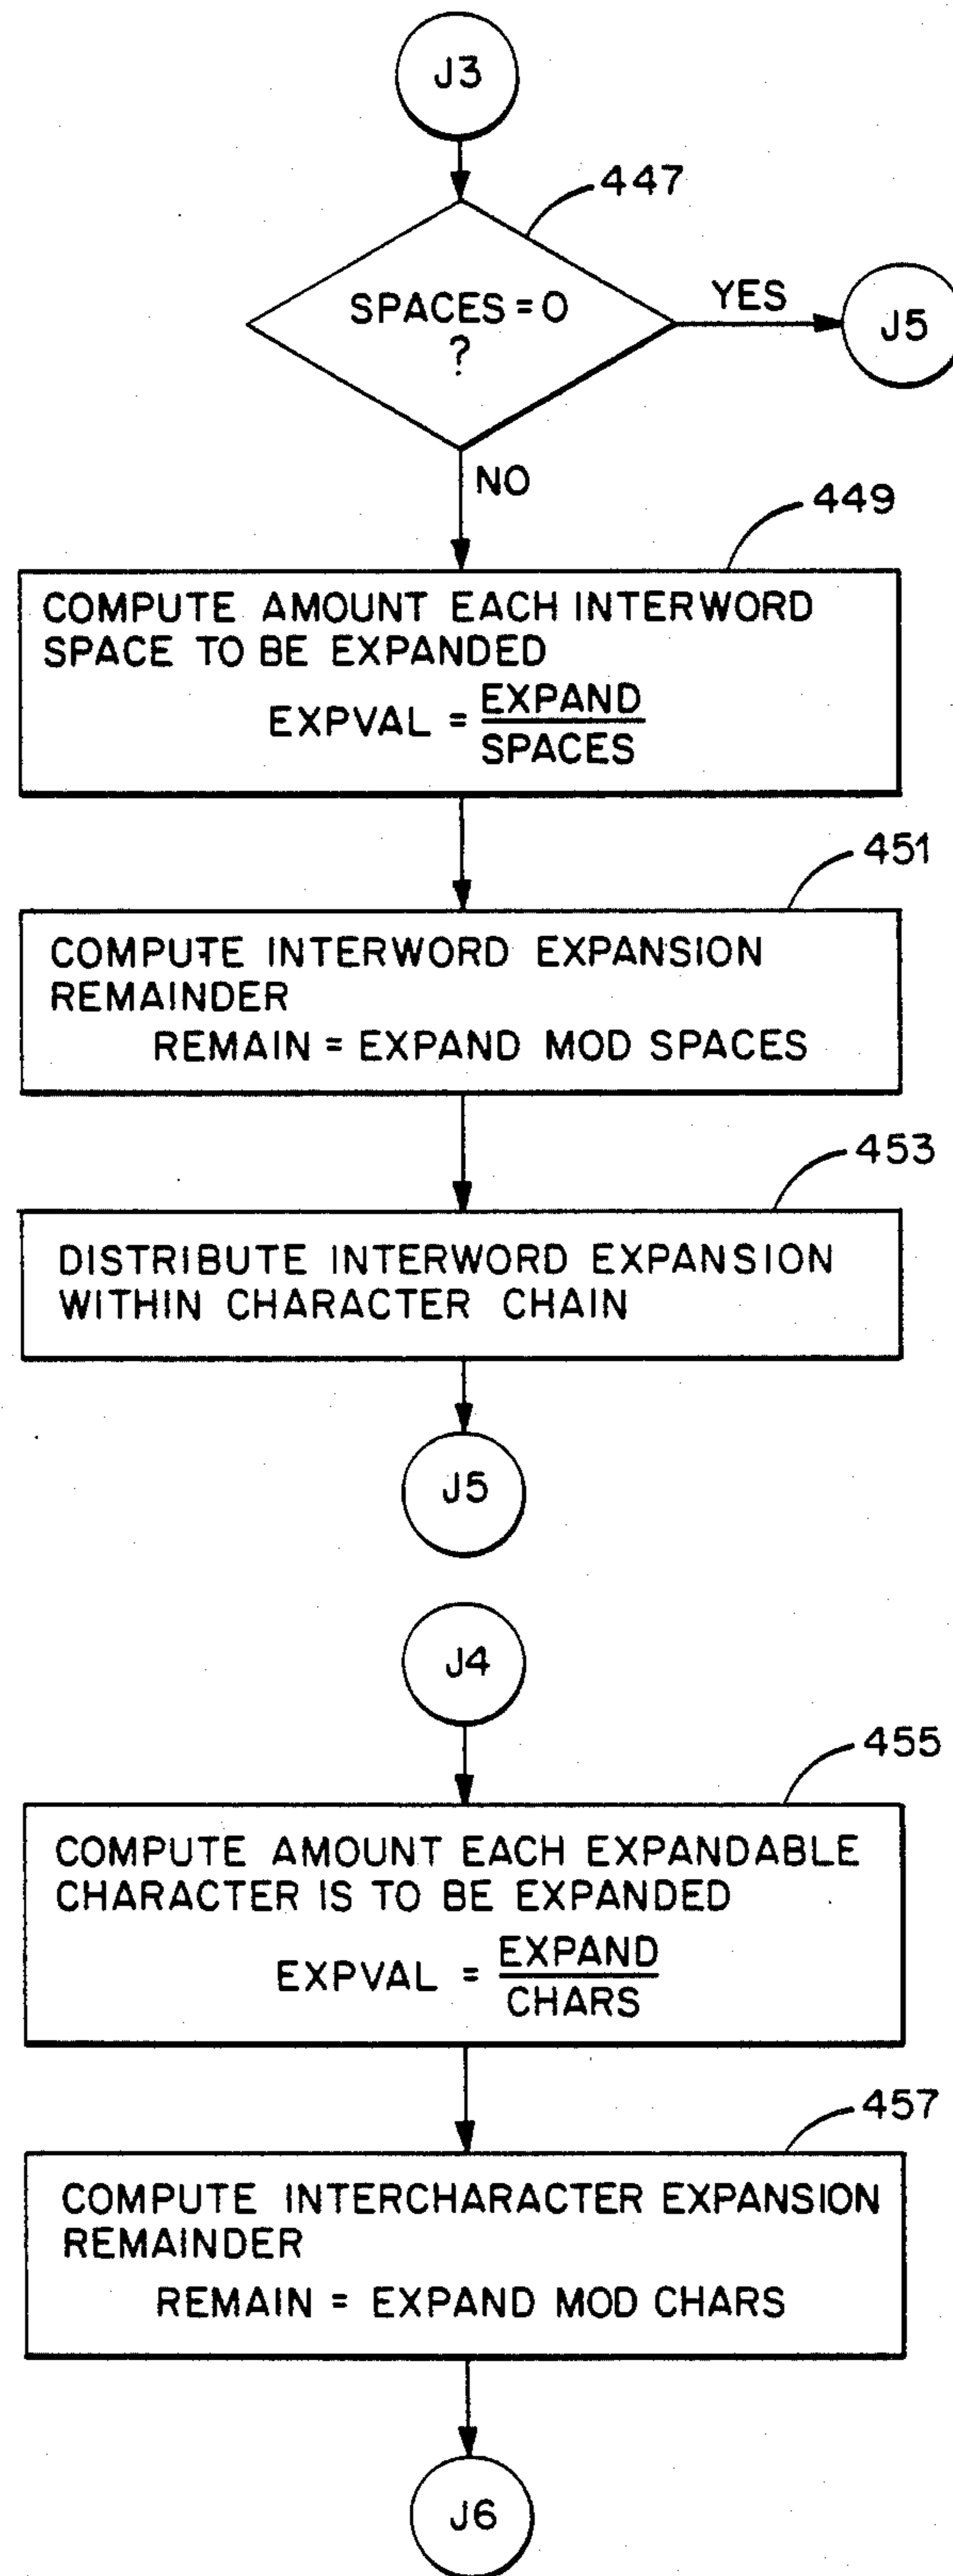 J3
447
SPACES = 0
?
YES
J5
NO
449
COMPUTE AMOUNT EACH INTERWORD
SPACE TO BE EXPANDED
EXPVAL = EXPAND
SPACES
451
COMPUTE INTERWORD EXPANSION
REMAINDER
REMAIN = EXPAND MOD SPACES
453
DISTRIBUTE INTERWORD EXPANSION
WITHIN CHARACTER CHAIN
J5
J4
455
COMPUTE AMOUNT EACH EXPANDABLE
CHARACTER IS TO BE EXPANDED
EXPVAL = EXPAND
CHARS
457
COMPUTE INTERCHARACTER EXPANSION
REMAINDER
REMAIN = EXPAND MOD CHARS
J6